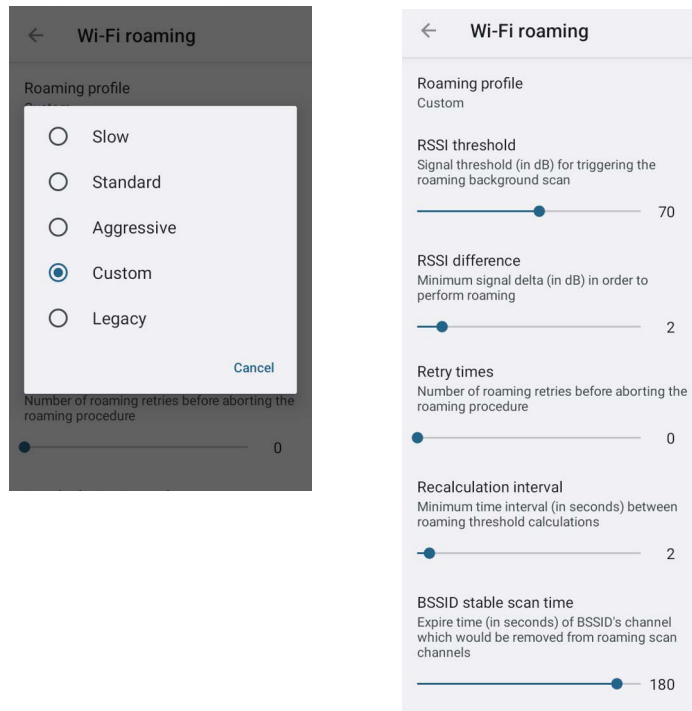 Wi-Fi roaming
Roaming profile
Slow
Standard
Aggressive
Custom
Legacy
Cancel
Number of roaming retries before aborting the
roaming procedure
0
Wi-Fi roaming
Roaming profile
Custom
RSSI threshold
Signal threshold (in dB) for triggering the
roaming background scan
70
RSSI difference
Minimum signal delta (in dB) in order to
perform roaming
2
Retry times
Number of roaming retries before aborting the
roaming procedure
0
Recalculation interval
Minimum time interval (in seconds) between
roaming threshold calculations
2
BSSID stable scan time
Expire time (in seconds) of BSSID's channel
which would be removed from roaming scan
channels
180